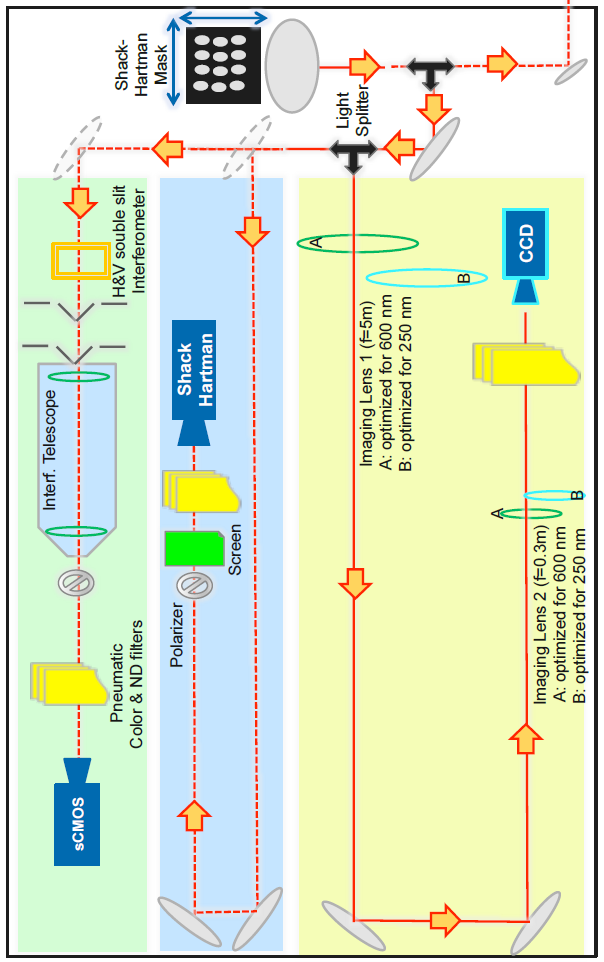 Shack-
Hartman
Mask
Light
Splitter
H&V souble slit
Interferometer
Interf. Telescope
Pneumatic
Color & ND filters
sCMOS
Shack
Hartman
Screen
Polarizer
A
B
Imaging Lens 1 (f=5m)
A: optimized for 600 nm
B: optimized for 250 nm
CCD
A
B
Imaging Lens 2 (f=0.3m)
A: optimized for 600 nm
B: optimized for 250 nm